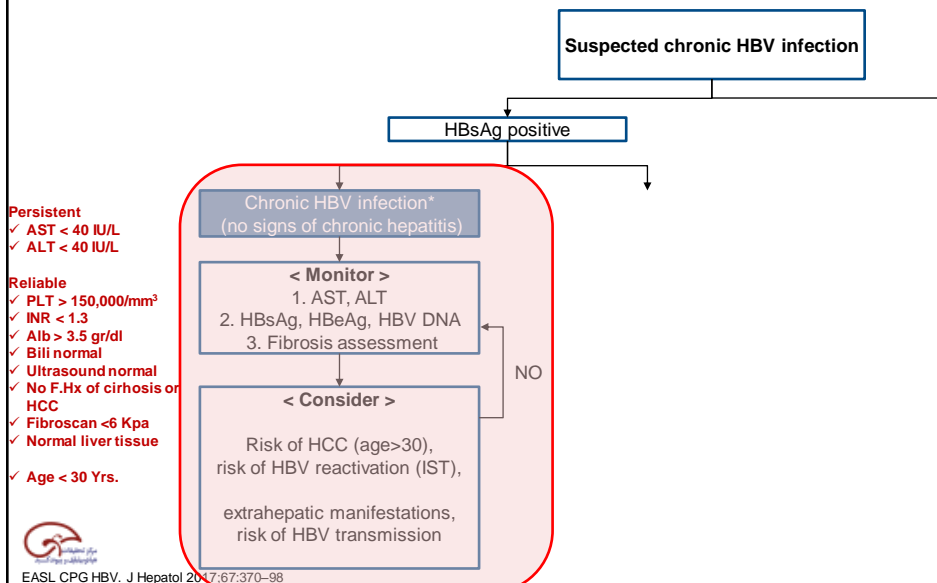 Suspected chronic HBV infection
HBsAg positive
Chronic HBV infection*
(no signs of chronic hepatitis)
Persistent
✓ AST < 40 IU/L
✓ ALT < 40 IU/L
Reliable
✓ PLT > 150,000/mm³
✓ INR < 1.3
✓ Alb > 3.5 gr/dl
✓ Bili normal
✓ Ultrasound normal
✓ No F.Hx of cirhosis or
HCC
✓ Fibroscan <6 Kpa
✓ Normal liver tissue
✓ Age < 30 Yrs.
< Monitor >
1. AST, ALT
2. HBsAg, HBeAg, HBV DNA
3. Fibrosis assessment
NO
< Consider >
Risk of HCC (age>30),
risk of HBV reactivation (IST),
extrahepatic manifestations,
risk of HBV transmission
EASL CPG HBV. J Hepatol 2017;67:370–98